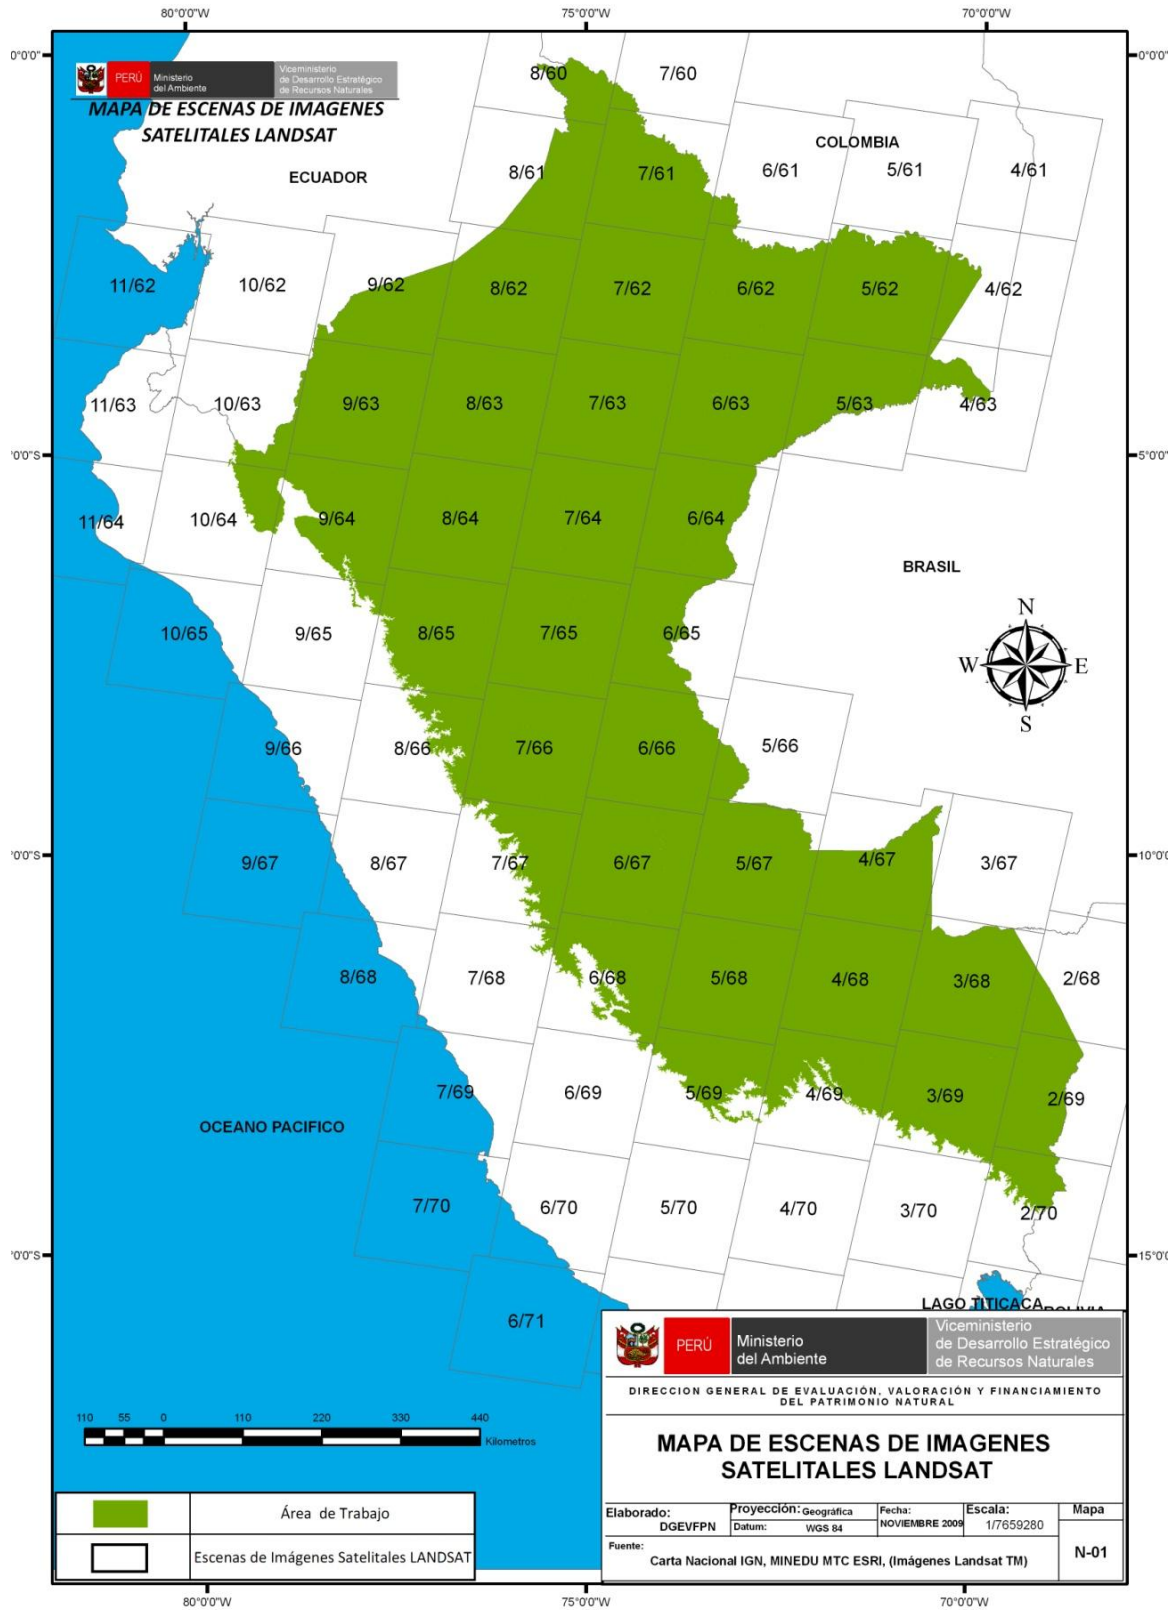 80°0'0"W
75°0'0"W
70°0'0"W
0°0'0"
0°0'0"
PERÚ
Ministerio
del Ambiente
Viceministerio
de Desarrollo Estratégico
de Recursos Naturales
MAPA DE ESCENAS DE IMAGENES
SATELITALES LANDSAT
8/60
7/60
ECUADOR
COLOMBIA
8/61
7/61
6/61
5/61
4/61
11/62
10/62
9/62
8/62
7/62
6/62
5/62
4/62
11/63
10/63
9/63
8/63
7/63
6/63
5/63
4/63
°0'0"S
5°0'0"
11/64
10/64
9/64
8/64
7/64
6/64
BRASIL
10/65
9/65
8/65
7/65
6/65
N
W
E
S
9/66
8/66
7/66
6/66
5/66
9/67
8/67
7/67
6/67
5/67
4/67
3/67
°0'0"S
10°0'0
8/68
7/68
6/68
5/68
4/68
3/68
2/68
7/69
6/69
5/69
4/69
3/69
2/69
OCEANO PACIFICO
7/70
6/70
5/70
4/70
3/70
2/70
°0'0"S
15°0'0
6/71
LAGO TITICACA
BOLIVIA
PERÚ
Ministerio
del Ambiente
Viceministerio
de Desarrollo Estratégico
de Recursos Naturales
DIRECCION GENERAL DE EVALUACIÓN, VALORACIÓN Y FINANCIAMIENTO
DEL PATRIMONIO NATURAL
MAPA DE ESCENAS DE IMAGENES
SATELITALES LANDSAT
Elaborado:
DGEVFPN
Proyección: Geográfica
Datum: WGS 84
Fecha:
NOVIEMBRE 2009
Escala:
1/7659280
Mapa
N-01
Fuente:
Carta Nacional IGN, MINEDU MTC ESRI, (Imágenes Landsat TM)
110 55 0 110 220 330 440
Kilometros
Área de Trabajo
Escenas de Imágenes Satelitales LANDSAT
80°0'0"W
75°0'0"W
70°0'0"W